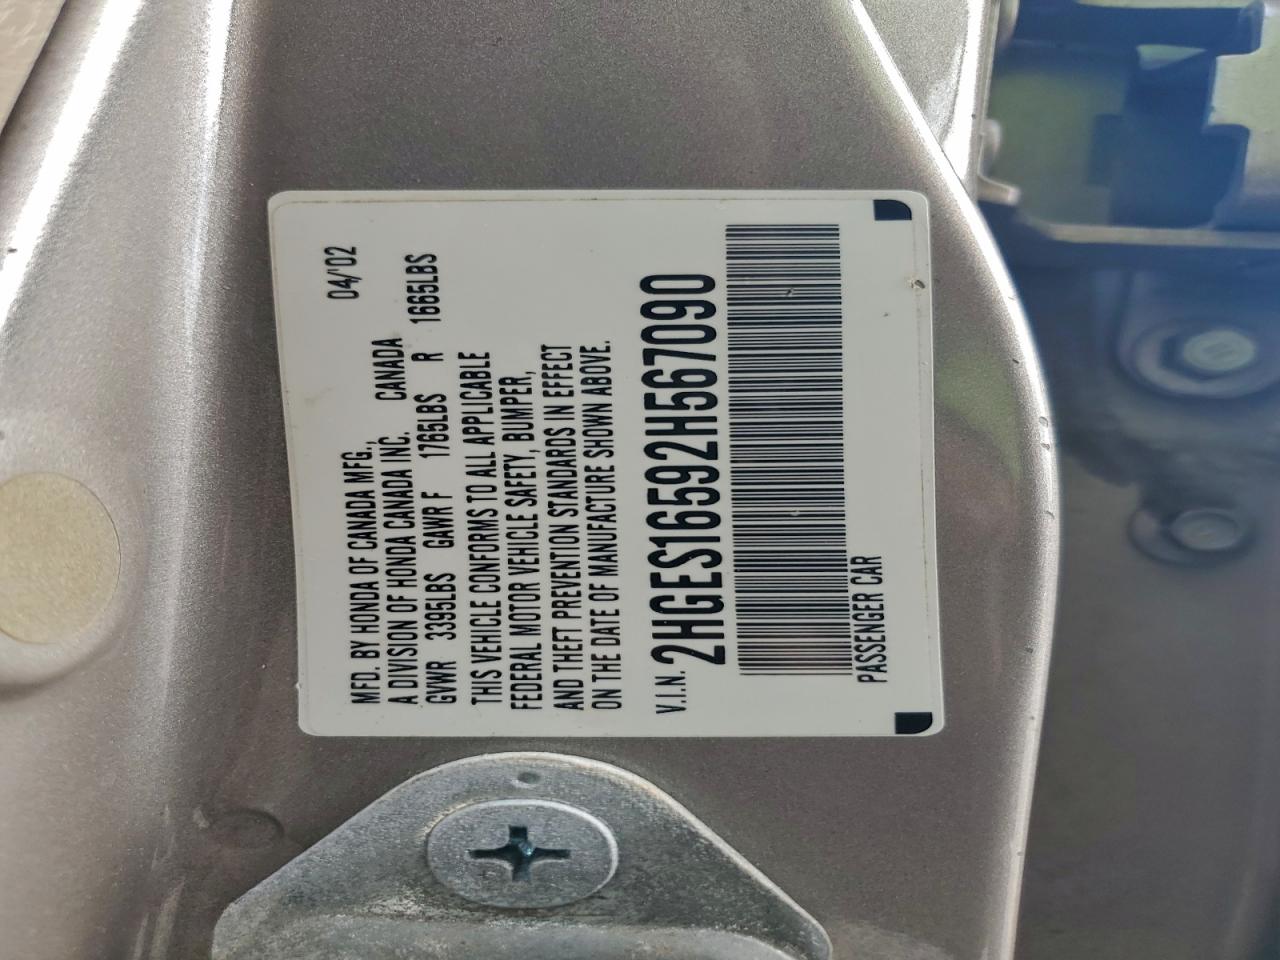 04/'02
MFD. BY HONDA OF CANADA MFG.,
A DIVISION OF HONDA CANADA INC. CANADA
GVWR 3395LBS GAWR F 1765LBS R 1665LBS
THIS VEHICLE CONFORMS TO ALL APPLICABLE
FEDERAL MOTOR VEHICLE SAFETY, BUMPER,
AND THEFT PREVENTION STANDARDS IN EFFECT
ON THE DATE OF MANUFACTURE SHOWN ABOVE.
V.I.N. 2HGES16592H567090
PASSENGER CAR